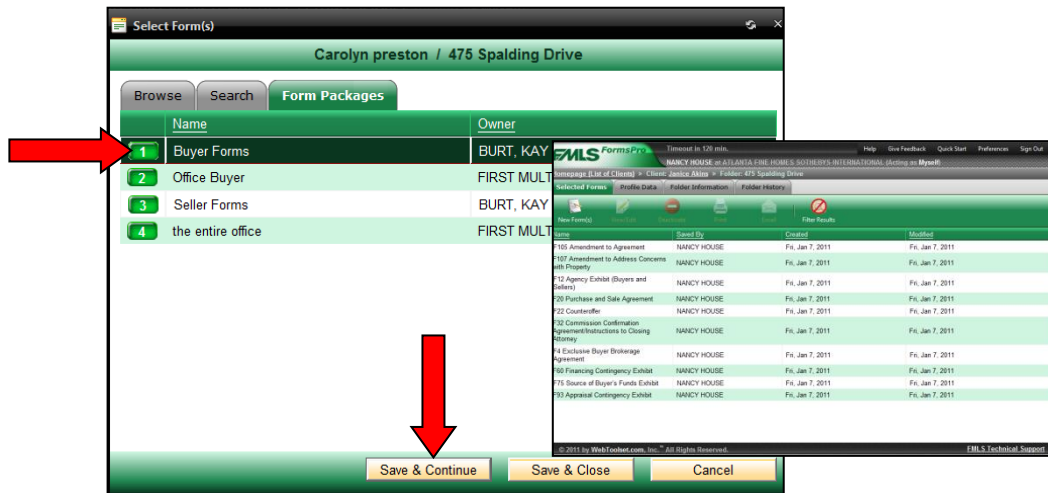 Select Form(s)
Carolyn preston / 475 Spalding Drive
Browse Search Form Packages
Name Owner
1 Buyer Forms BURT, KAY
2 Office Buyer FIRST MULT
3 Seller Forms BURT, KAY
4 the entire office FIRST MULT
Save & Continue Save & Close Cancel
FMLS FormsPro Timeout in 120 min. Help Give Feedback Quick Start Preferences Sign Out
NANCY HOUSE at ATLANTA FINE HOMES SOTHEBYS INTERNATIONAL (Acting as Myself)
Homepage (List of Clients) > Client: Janice Akins > Folder: 475 Spalding Drive
Selected Forms Profile Data Folder Information Folder History
New Form(s) View/Edit Deactivate Print Email Filter Results
Name Saved By Created Modified
F105 Amendment to Agreement NANCY HOUSE Fri, Jan 7, 2011 Fri, Jan 7, 2011
F107 Amendment to Address Concerns
with Property NANCY HOUSE Fri, Jan 7, 2011 Fri, Jan 7, 2011
F12 Agency Exhibit (Buyers and
Sellers) NANCY HOUSE Fri, Jan 7, 2011 Fri, Jan 7, 2011
F20 Purchase and Sale Agreement NANCY HOUSE Fri, Jan 7, 2011 Fri, Jan 7, 2011
F22 Counteroffer NANCY HOUSE Fri, Jan 7, 2011 Fri, Jan 7, 2011
F32 Commission Confirmation
Agreement/Instructions to Closing
Attorney NANCY HOUSE Fri, Jan 7, 2011 Fri, Jan 7, 2011
F4 Exclusive Buyer Brokerage
Agreement NANCY HOUSE Fri, Jan 7, 2011 Fri, Jan 7, 2011
F60 Financing Contingency Exhibit NANCY HOUSE Fri, Jan 7, 2011 Fri, Jan 7, 2011
F75 Source of Buyer's Funds Exhibit NANCY HOUSE Fri, Jan 7, 2011 Fri, Jan 7, 2011
F93 Appraisal Contingency Exhibit NANCY HOUSE Fri, Jan 7, 2011 Fri, Jan 7, 2011
© 2011 by WebToolset.com, Inc.™ All Rights Reserved. FMLS Technical Support